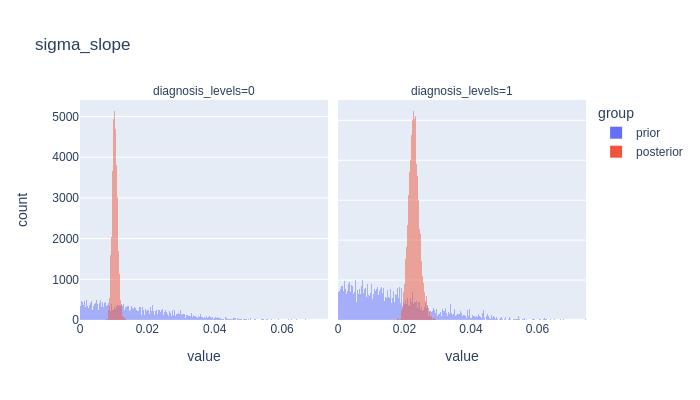 sigma_slope
diagnosis_levels=0
diagnosis_levels=1
group
prior
posterior
count
5000
4000
3000
2000
1000
0
0 0.02 0.04 0.06
0 0.02 0.04 0.06
value
value